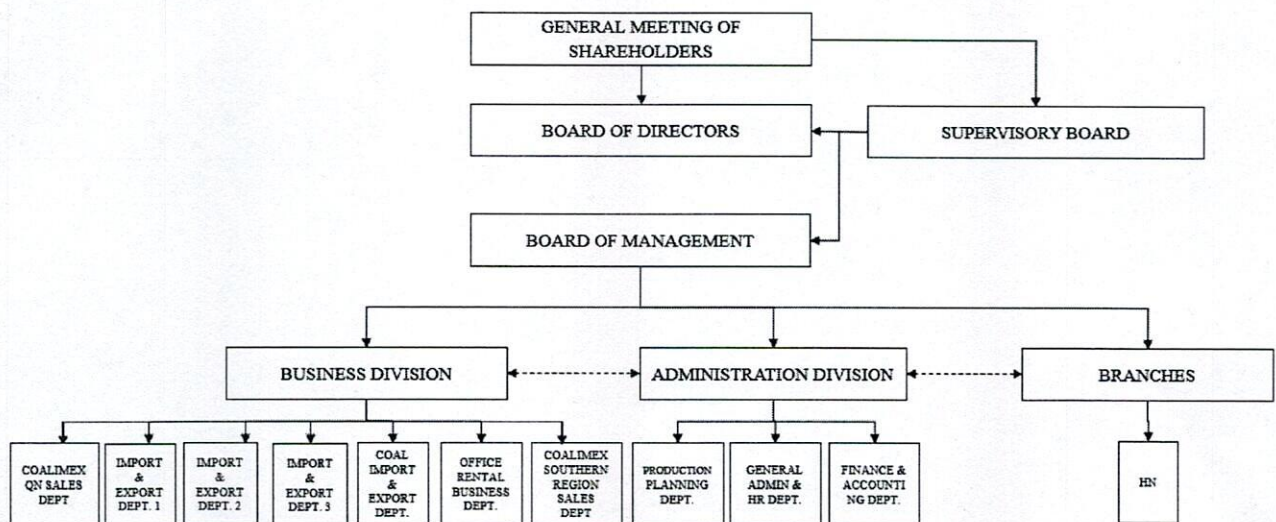 GENERAL MEETING OF
SHAREHOLDERS
BOARD OF DIRECTORS
SUPERVISORY BOARD
BOARD OF MANAGEMENT
BUSINESS DIVISION
ADMINISTRATION DIVISION
BRANCHES
COALIMEX
QN SALES
DEPT
IMPORT
&
EXPORT
DEPT. 1
IMPORT
&
EXPORT
DEPT. 2
IMPORT
&
EXPORT
DEPT. 3
COAL
IMPORT
&
EXPORT
DEPT.
OFFICE
RENTAL
BUSINESS
DEPT.
COALIMEX
SOUTHERN
REGION
SALES
DEPT
PRODUCTION
PLANNING
DEPT.
GENERAL
ADMIN &
HR DEPT.
FINANCE &
ACCOUNTI
NG DEPT.
HN